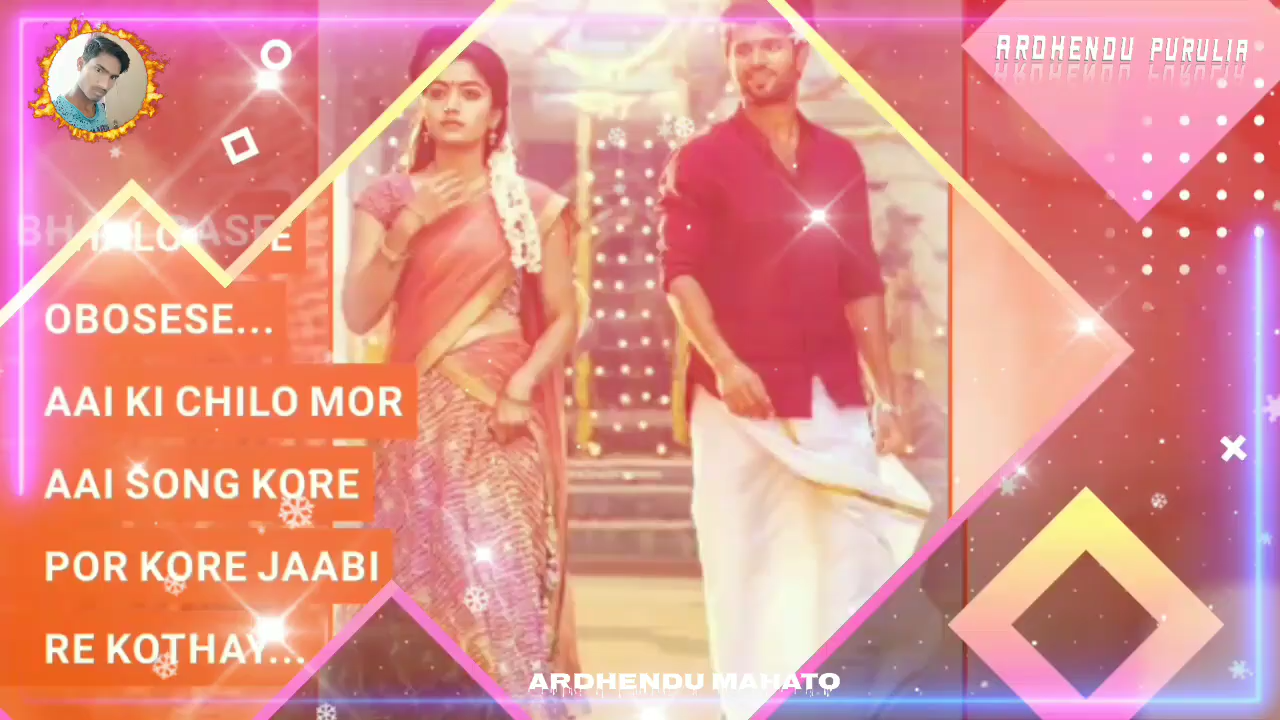 ARDHENDU PURULIA
OBOSESE...
AAI KI CHILO MOR
AAI SONG KORE
POR KORE JAABI
RE KOTHAY...
ARDHENDU MAHATO